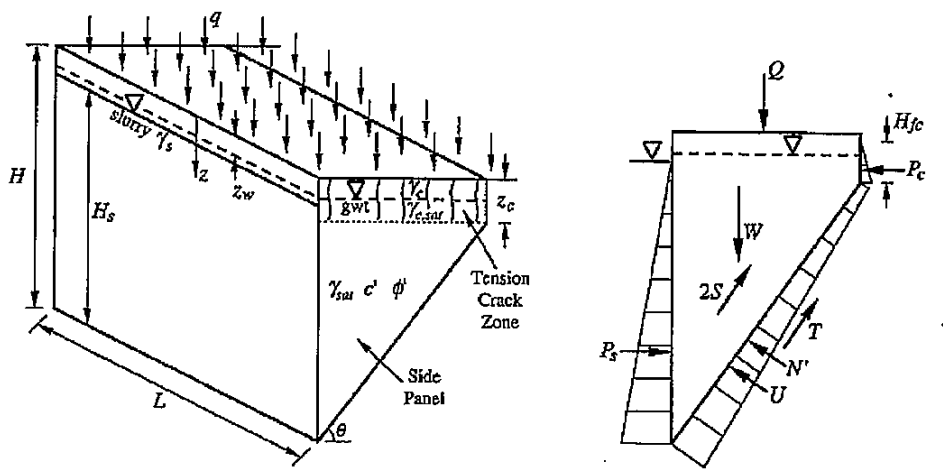 q
slurry γs
H
Hs
z
zw
γc
gwt
γc,sat
zc
Tension
Crack
Zone
γsat c' ϕ'
Side
Panel
L
θ
Q
Hfc
Pc
W
2S
Ps
T
N'
U